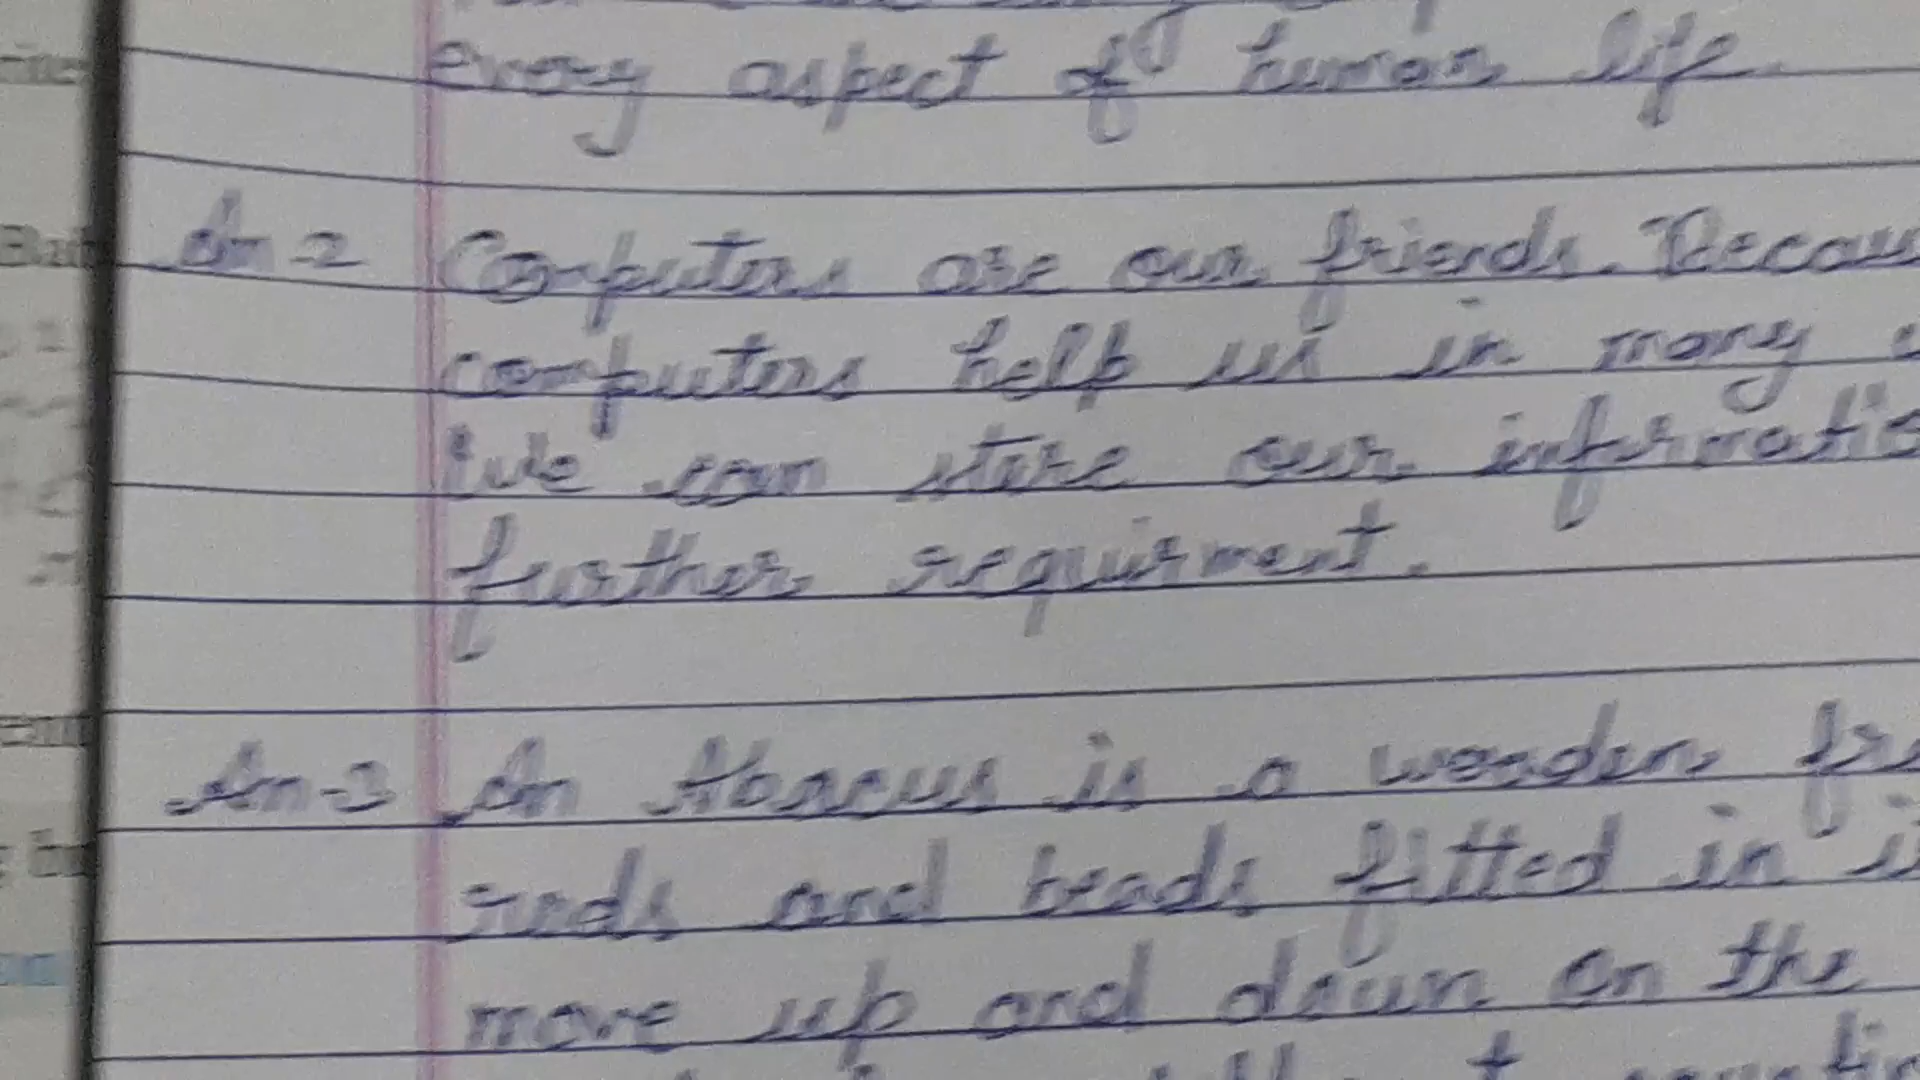 every aspect of human life.
An-2 Computers are our friends. Becau
computers help us in many
We can store our informatio
further requirment.
An-3 An Abacus is a wooden fra
rods and beads fitted in i
move up and down on the